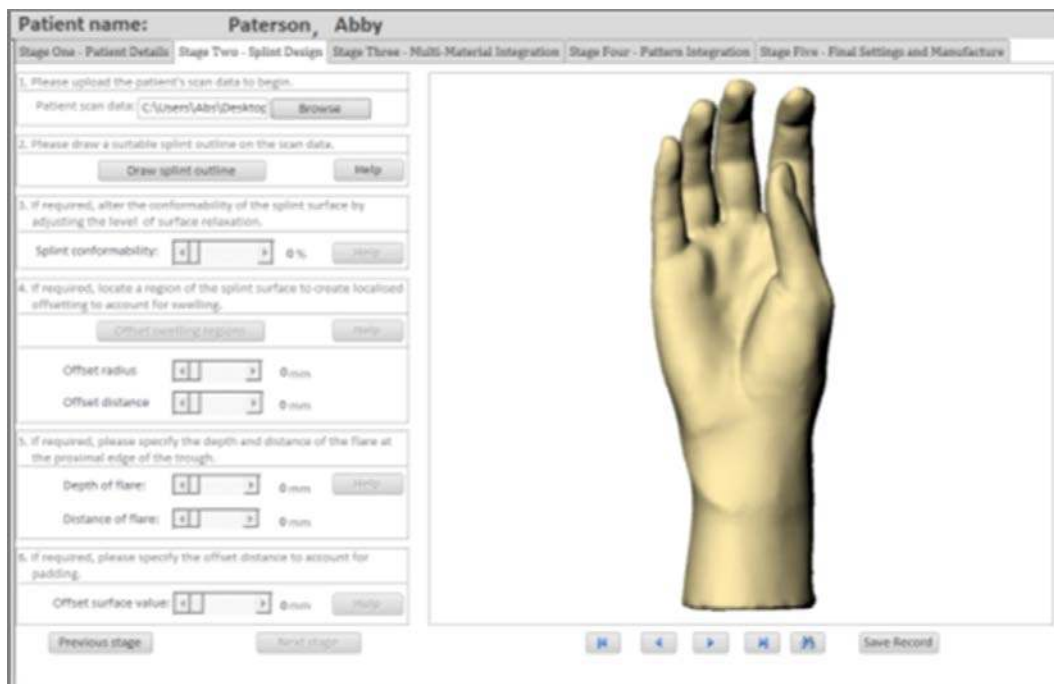 Patient name: Paterson, Abby
Stage One - Patient Details Stage Two - Splint Design Stage Three - Multi-Material Integration Stage Four - Pattern Integration Stage Five - Final Settings and Manufacture
1. Please upload the patient's scan data to begin.
Patient scan data: C:\Users\Abs\Desktop Browse
2. Please draw a suitable splint outline on the scan data.
Draw splint outline Help
3. If required, alter the conformability of the splint surface by
adjusting the level of surface relaxation.
Splint conformability: 0 % Help
4. If required, locate a region of the splint surface to create localised
offsetting to account for swelling.
Offset swelling regions Help
Offset radius 0 mm
Offset distance 0 mm
5. If required, please specify the depth and distance of the flare at
the proximal edge of the trough.
Depth of flare: 0 mm Help
Distance of flare: 0 mm
6. If required, please specify the offset distance to account for
padding.
Offset surface value: 0 mm Help
Previous stage Next stage Save Record